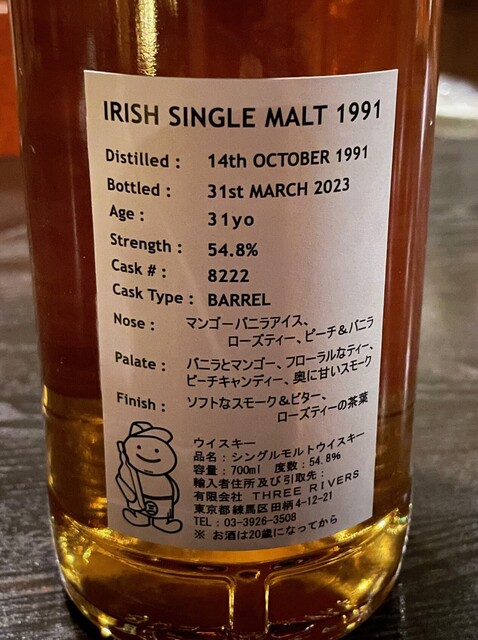 IRISH SINGLE MALT 1991
Distilled : 14th OCTOBER 1991
Bottled : 31st MARCH 2023
Age : 31yo
Strength : 54.8%
Cask # : 8222
Cask Type : BARREL
Nose : マンゴーバニラアイス、
ローズティー、ピーチ&バニラ
Palate : バニラとマンゴー、フローラルなティー、
ピーチキャンディー、奥に甘いスモーク
Finish : ソフトなスモーク&ビター、
ローズティーの茶葉
ウイスキー
品名:シングルモルトウイスキー
容量:700ml 度数:54.8%
輸入者住所及び引取先:
有限会社 THREE RIVERS
東京都練馬区田柄4-12-21
TEL : 03-3926-3508
※ お酒は20歳になってから